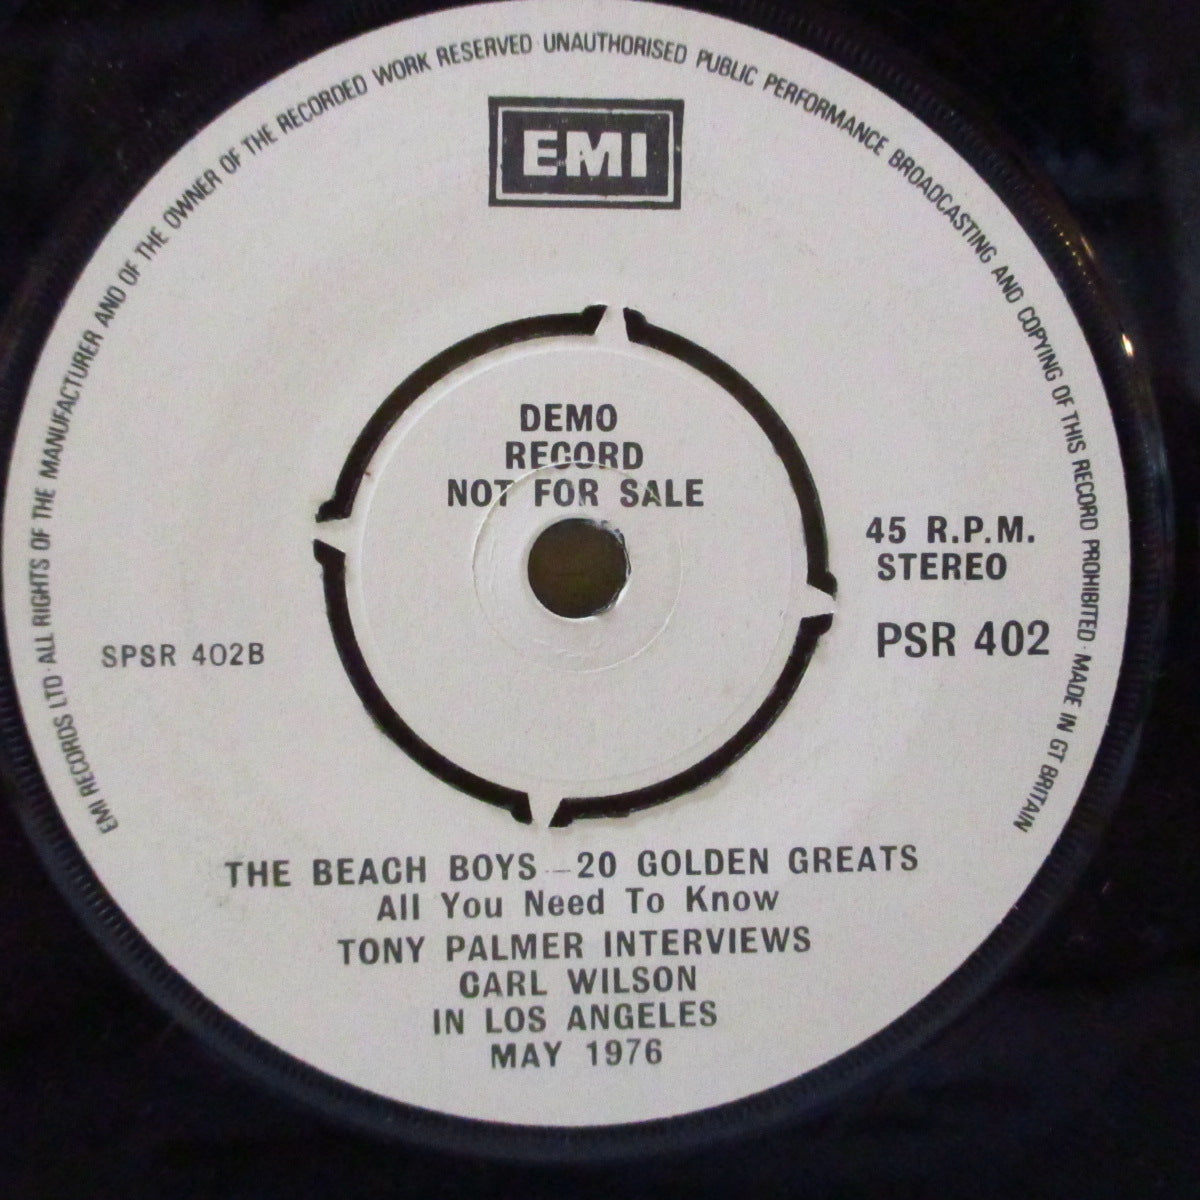 EMI RECORDS LTD · ALL RIGHTS OF THE MANUFACTURER AND OF THE OWNER OF THE RECORDED WORK RESERVED · UNAUTHORISED PUBLIC PERFORMANCE BROADCASTING AND COPYING OF THIS RECORD PROHIBITED · MADE IN GT BRITAIN
EMI
DEMO
RECORD
NOT FOR SALE
45 R.P.M.
STEREO
PSR 402
SPSR 402B
THE BEACH BOYS – 20 GOLDEN GREATS
All You Need To Know
TONY PALMER INTERVIEWS
CARL WILSON
IN LOS ANGELES
MAY 1976